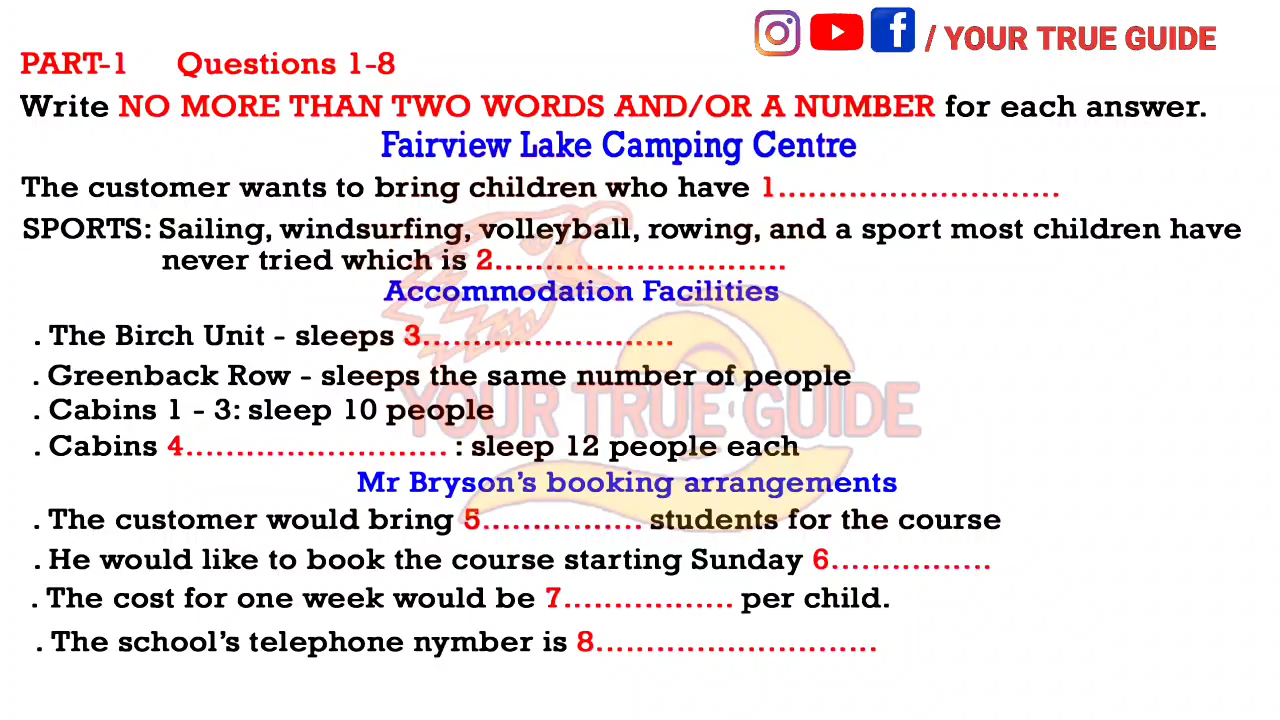 / YOUR TRUE GUIDE
PART-1 Questions 1-8
Write NO MORE THAN TWO WORDS AND/OR A NUMBER for each answer.
Fairview Lake Camping Centre
The customer wants to bring children who have 1............................
SPORTS: Sailing, windsurfing, volleyball, rowing, and a sport most children have
never tried which is 2.............................
Accommodation Facilities
. The Birch Unit - sleeps 3.........................
. Greenback Row - sleeps the same number of people
YOUR TRUE GUIDE
. Cabins 1 - 3: sleep 10 people
. Cabins 4.......................... : sleep 12 people each
Mr Bryson's booking arrangements
. The customer would bring 5................ students for the course
. He would like to book the course starting Sunday 6................
. The cost for one week would be 7................. per child.
. The school's telephone nymber is 8............................